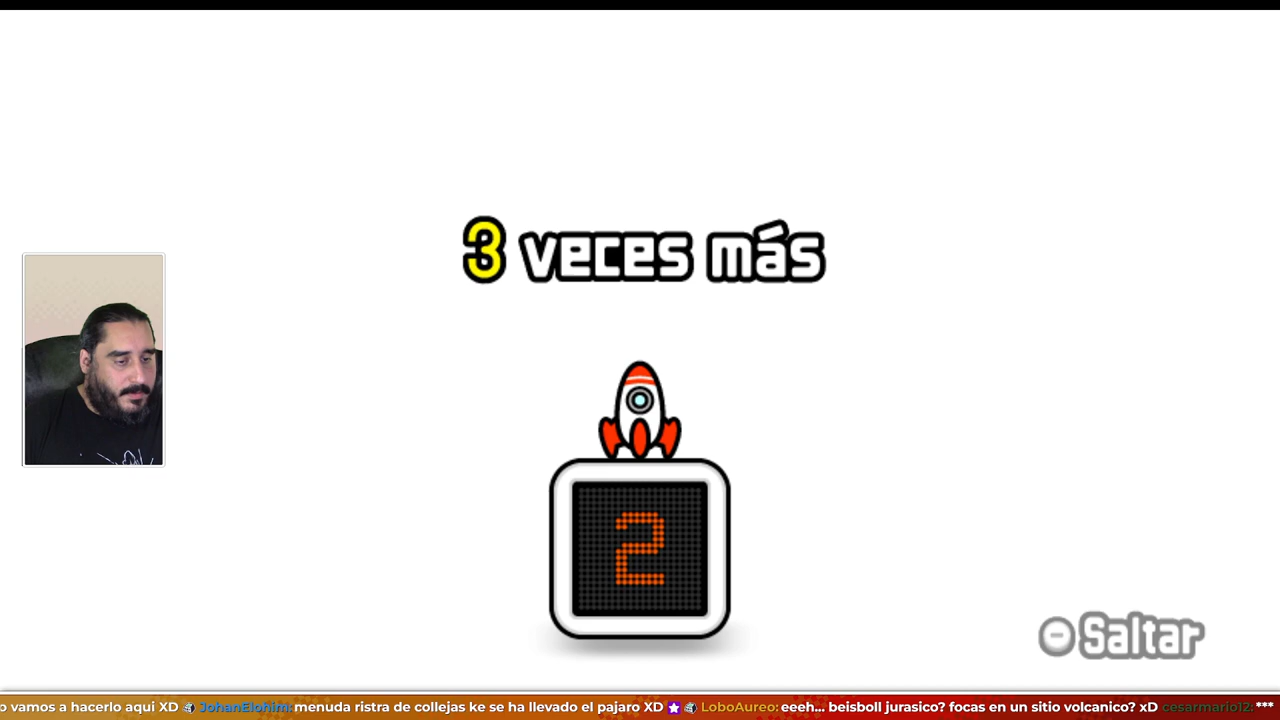 3 veces más
2
Saltar
o vamos a hacerlo aqui XD JohanElohim: menuda ristra de collejas ke se ha llevado el pajaro XD LoboAureo: eeeh... beisboll jurasico? focas en un sitio volcanico? xD cesarmario12: ***